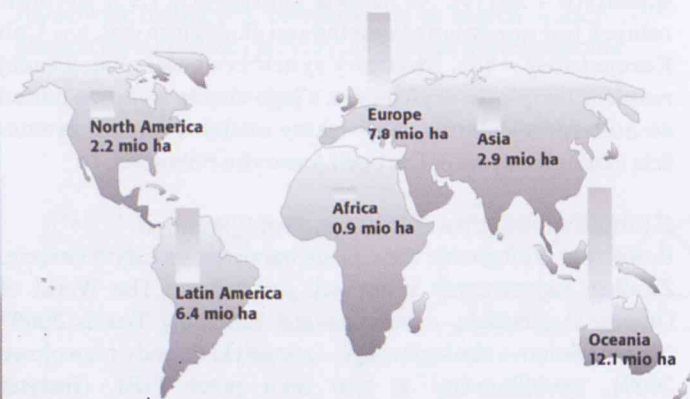 North America
2.2 mio ha
Europe
7.8 mio ha
Asia
2.9 mio ha
Africa
0.9 mio ha
Latin America
6.4 mio ha
Oceania
12.1 mio ha